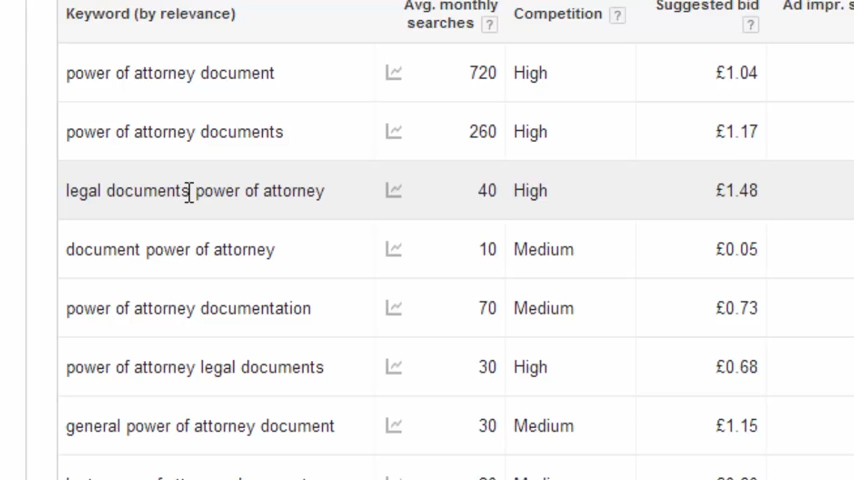 Keyword (by relevance) Avg. monthly searches ? Competition ? Suggested bid ? Ad impr. s
power of attorney document 720 High £1.04
power of attorney documents 260 High £1.17
legal documents power of attorney 40 High £1.48
document power of attorney 10 Medium £0.05
power of attorney documentation 70 Medium £0.73
power of attorney legal documents 30 High £0.68
general power of attorney document 30 Medium £1.15